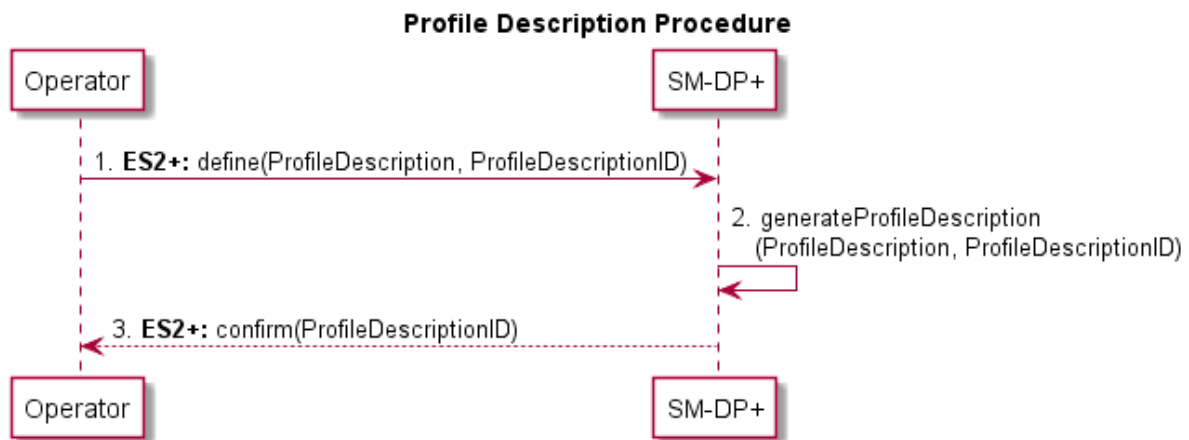 Profile Description Procedure
Operator
SM-DP+
1. ES2+: define(ProfileDescription, ProfileDescriptionID)
2. generateProfileDescription
(ProfileDescription, ProfileDescriptionID)
3. ES2+: confirm(ProfileDescriptionID)
Operator
SM-DP+